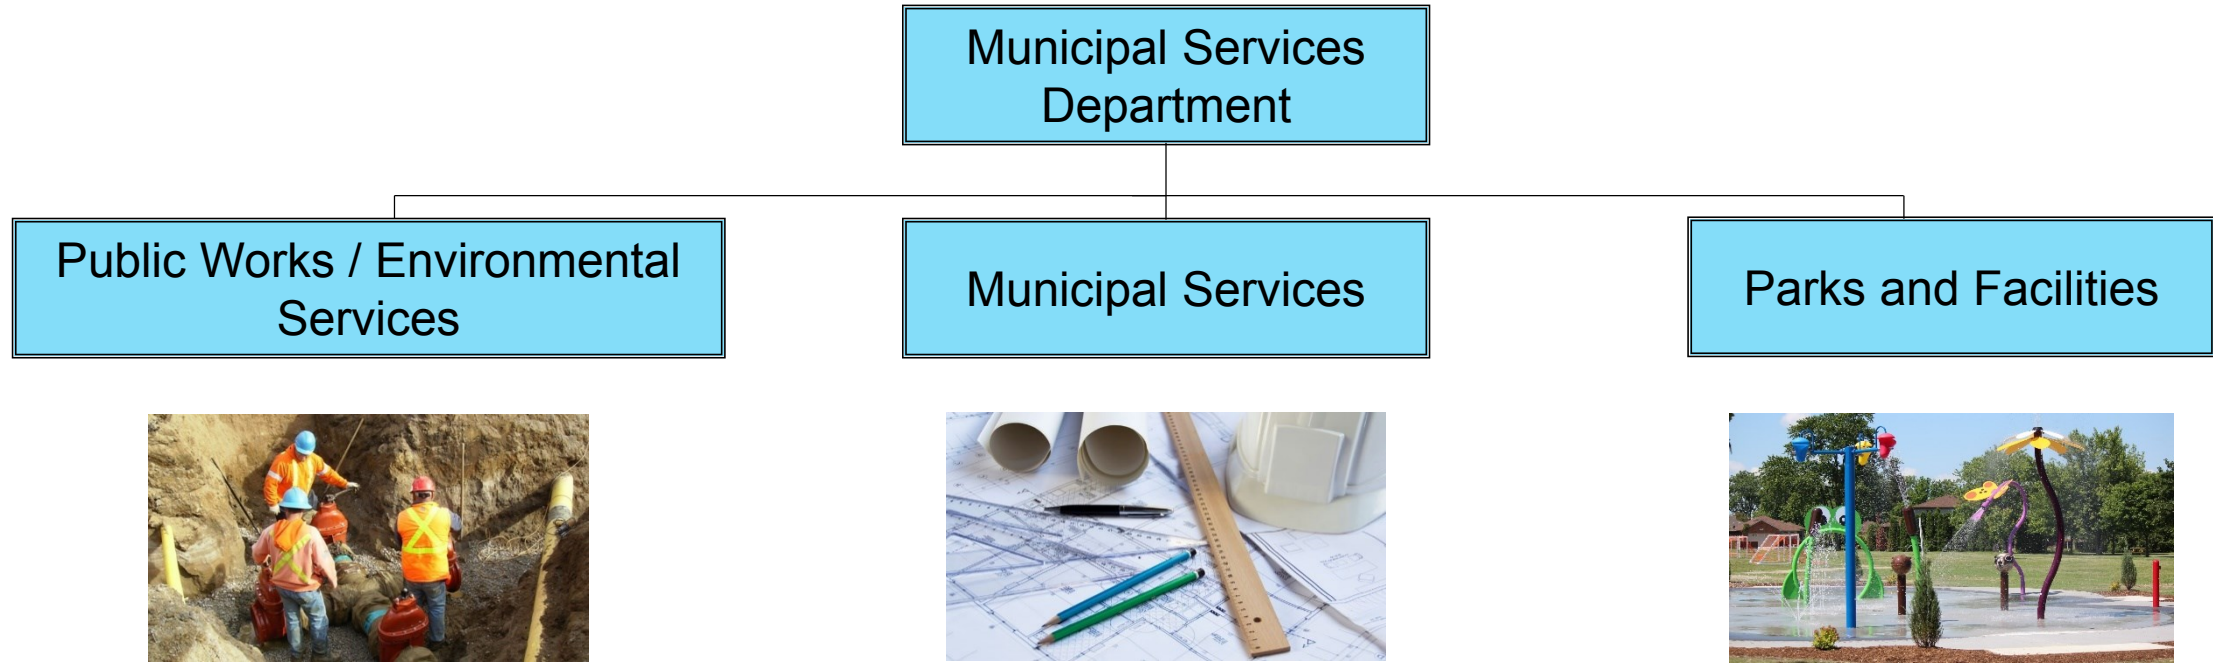 Municipal Services
Department
Public Works / Environmental
Services
Municipal Services
Parks and Facilities